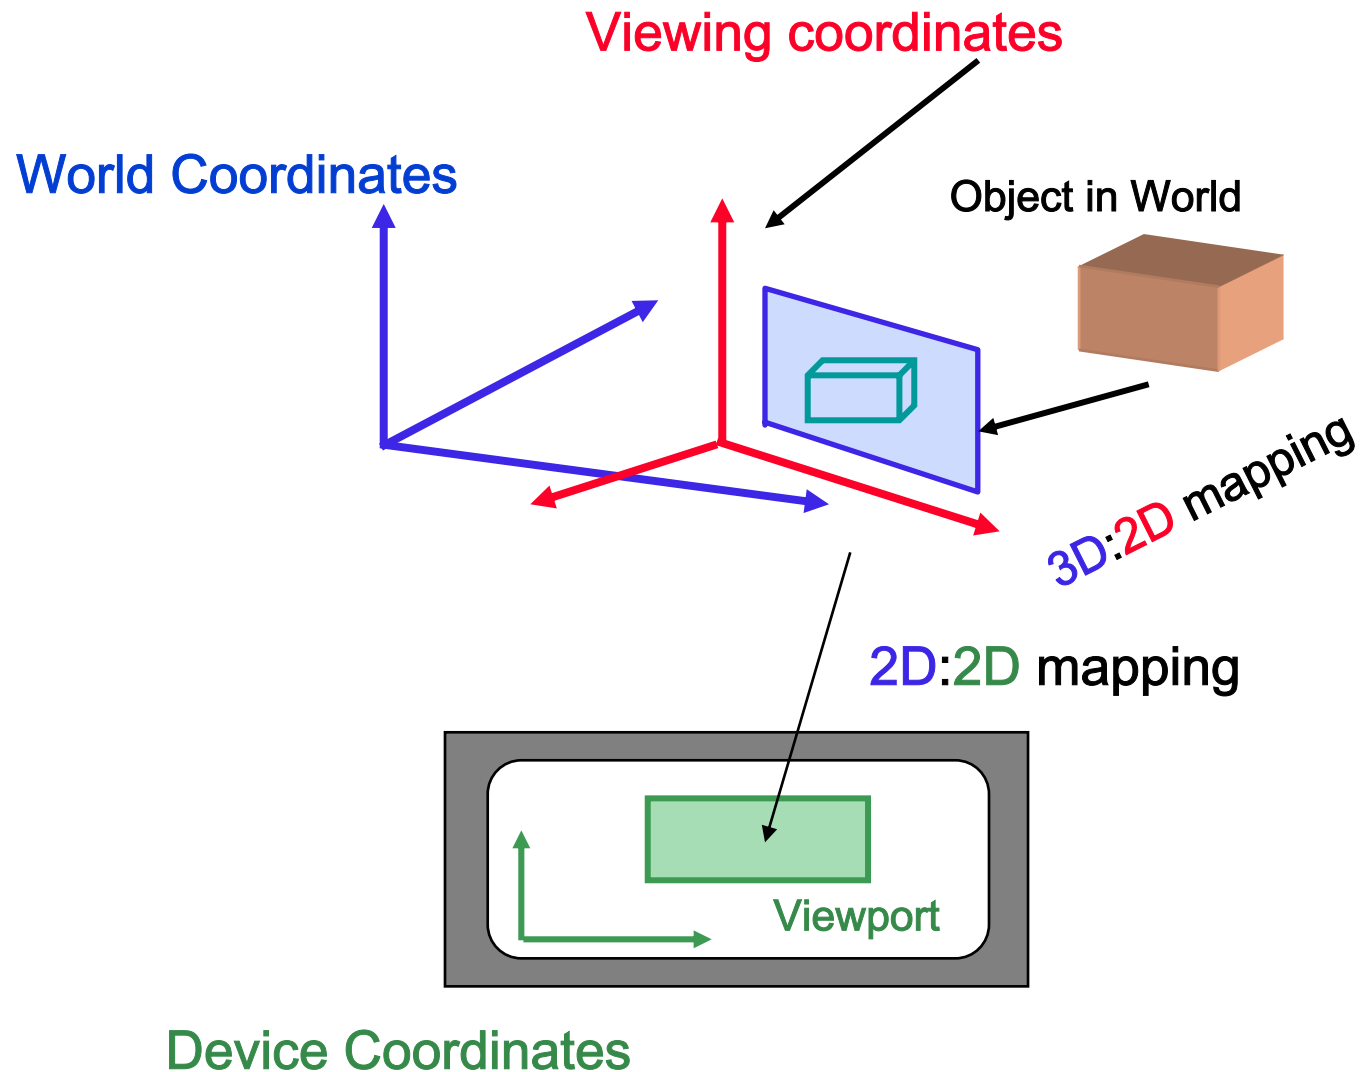 Viewing coordinates
World Coordinates
Object in World
3D:2D mapping
2D:2D mapping
Viewport
Device Coordinates